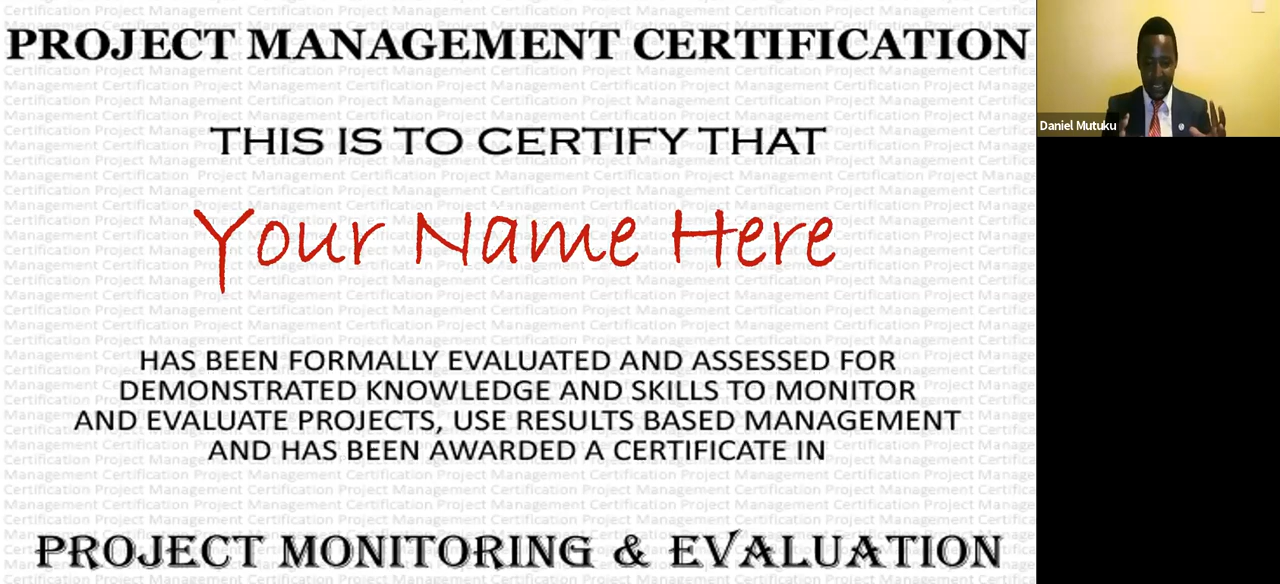 PROJECT MANAGEMENT CERTIFICATION
THIS IS TO CERTIFY THAT
Your Name Here
HAS BEEN FORMALLY EVALUATED AND ASSESSED FOR
DEMONSTRATED KNOWLEDGE AND SKILLS TO MONITOR
AND EVALUATE PROJECTS, USE RESULTS BASED MANAGEMENT
AND HAS BEEN AWARDED A CERTIFICATE IN
PROJECT MONITORING & EVALUATION
Daniel Mutuku